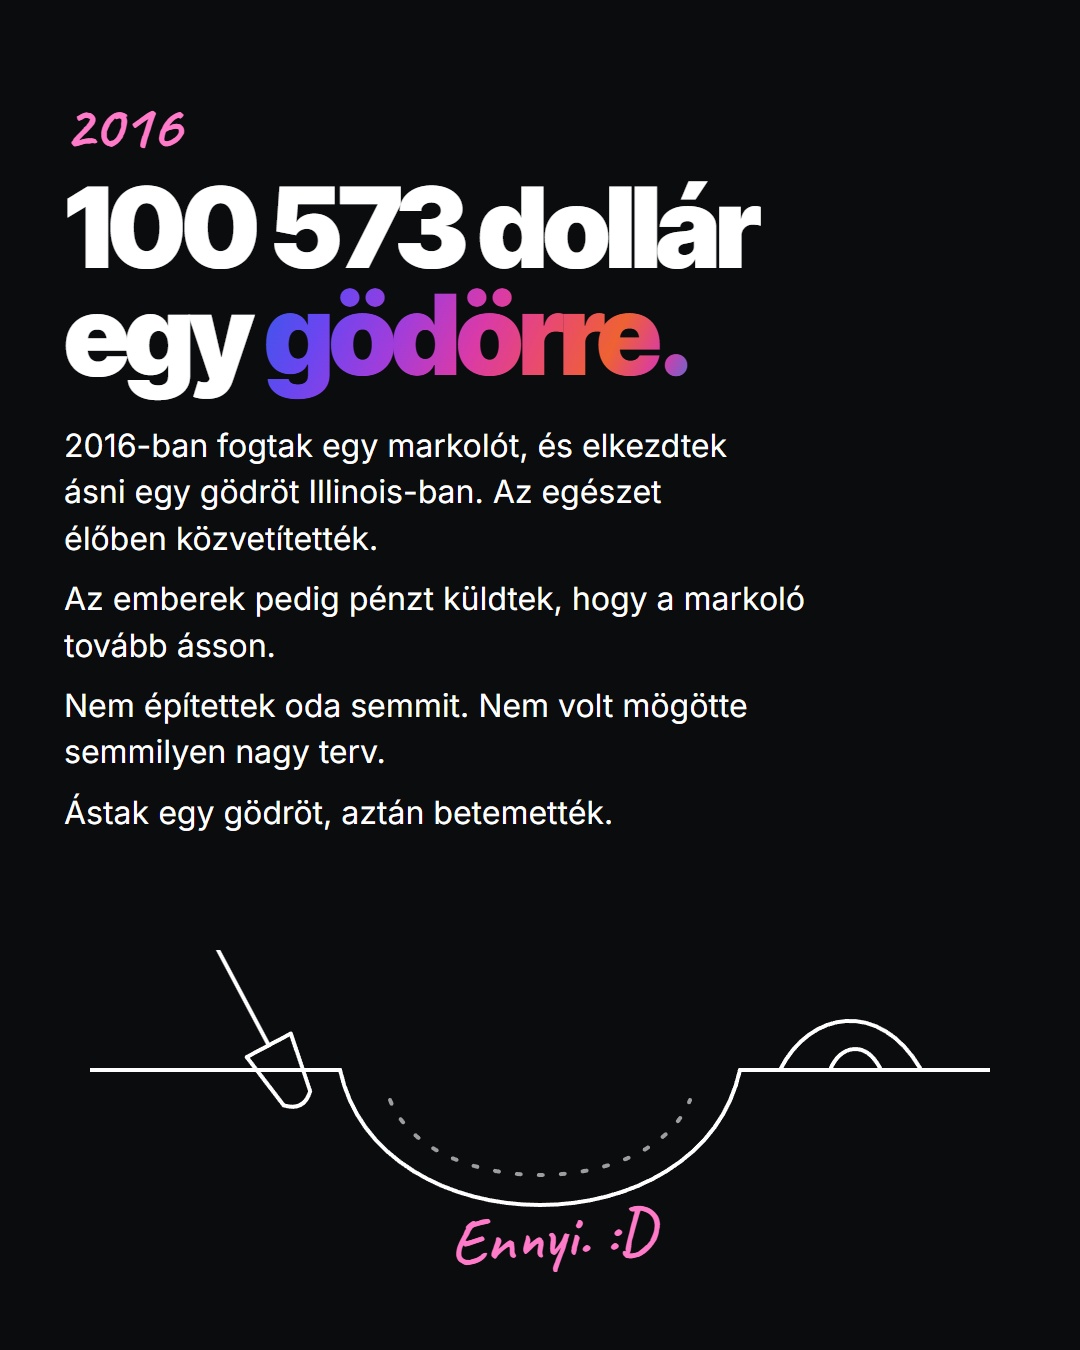 2016
100 573 dollár
egy gödörre.
2016-ban fogtak egy markolót, és elkezdtek
ásni egy gödröt Illinois-ban. Az egészet
élőben közvetítették.
Az emberek pedig pénzt küldtek, hogy a markoló
tovább ásson.
Nem építettek oda semmit. Nem volt mögötte
semmilyen nagy terv.
Ástak egy gödröt, aztán betemették.
Ennyi. :D